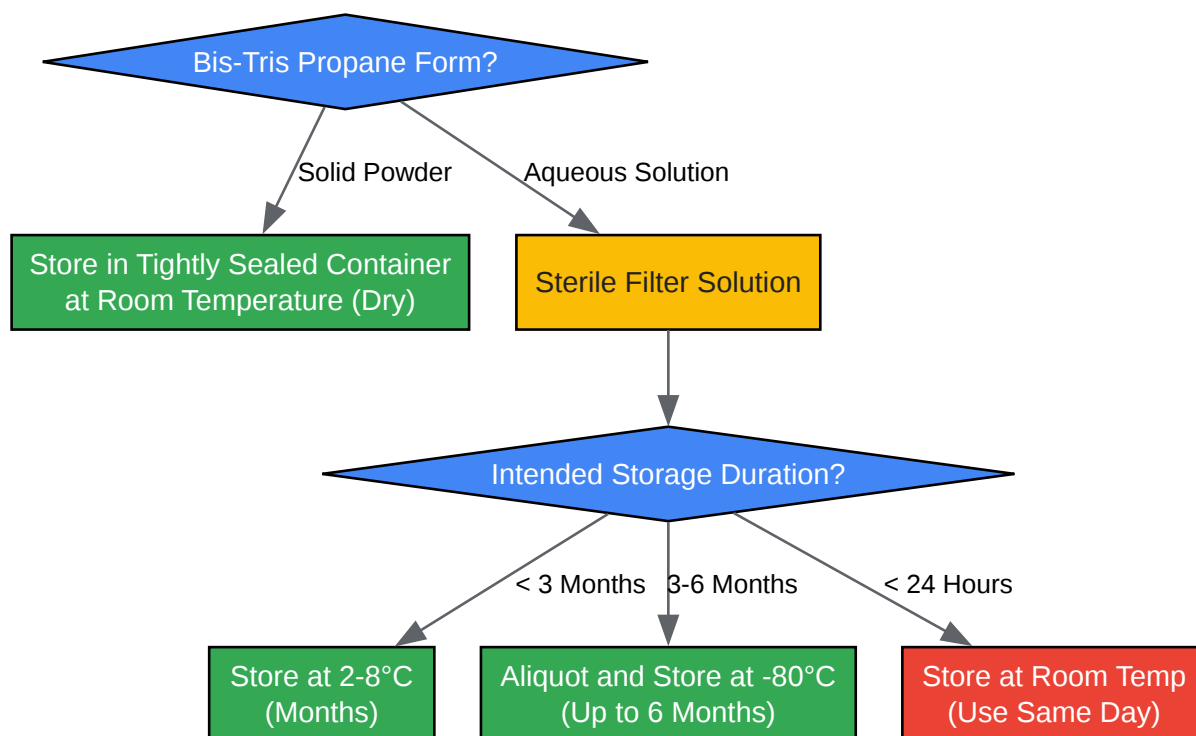 Bis-Tris Propane Form?
Solid Powder
Aqueous Solution
Store in Tightly Sealed Container
at Room Temperature (Dry)
Sterile Filter Solution
Intended Storage Duration?
< 3 Months
3-6 Months
< 24 Hours
Store at 2-8°C
(Months)
Aliquot and Store at -80°C
(Up to 6 Months)
Store at Room Temp
(Use Same Day)